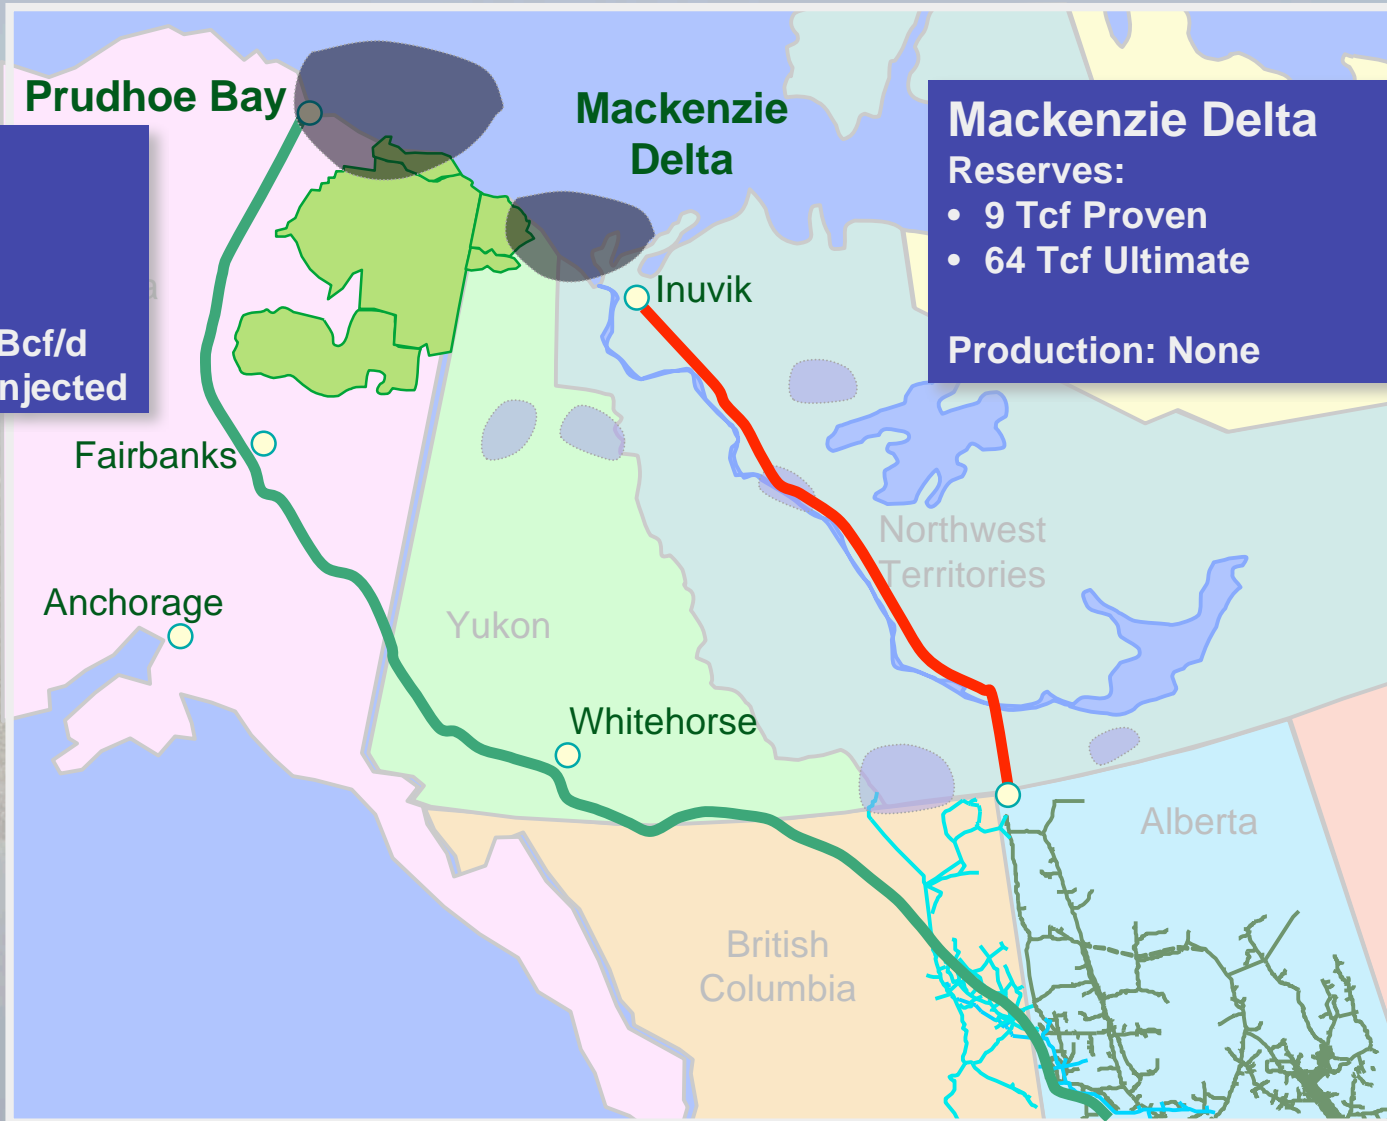 Prudhoe Bay
Mackenzie
Delta
Mackenzie Delta
Reserves:
• 9 Tcf Proven
• 64 Tcf Ultimate
Production: None
Bcf/d
Inuvik
Fairbanks
Northwest
Territories
Anchorage
Yukon
Whitehorse
Alberta
British
Columbia